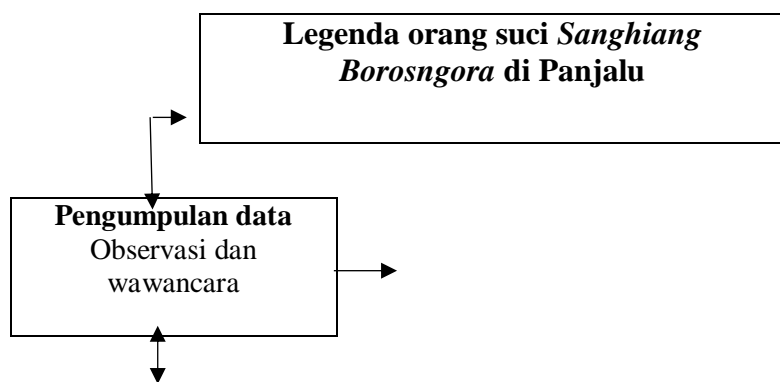 Legenda orang suci Sanghiang
Borosngora di Panjalu
Pengumpulan data
Observasi dan
wawancara